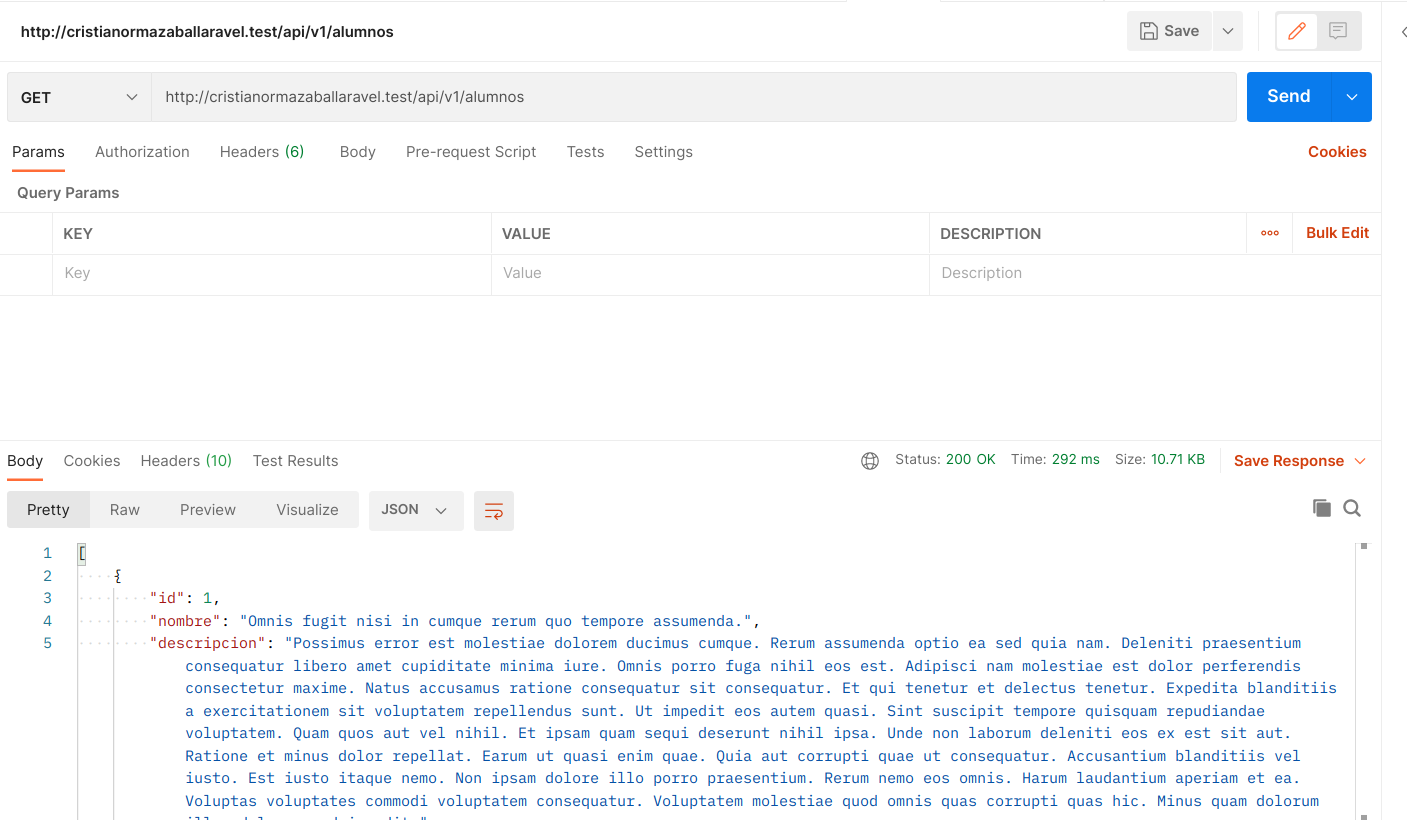 http://cristianormazaballaravel.test/api/v1/alumnos
Save
GET
http://cristianormazaballaravel.test/api/v1/alumnos
Send
Params Authorization Headers (6) Body Pre-request Script Tests Settings Cookies
Query Params
KEY VALUE DESCRIPTION Bulk Edit
Key Value Description
Body Cookies Headers (10) Test Results Status: 200 OK Time: 292 ms Size: 10.71 KB Save Response
Pretty Raw Preview Visualize JSON
1 [
2 {
3 "id": 1,
4 "nombre": "Omnis fugit nisi in cumque rerum quo tempore assumenda.",
5 "descripcion": "Possimus error est molestiae dolorem ducimus cumque. Rerum assumenda optio ea sed quia nam. Deleniti praesentium
consequatur libero amet cupiditate minima iure. Omnis porro fuga nihil eos est. Adipisci nam molestiae est dolor perferendis
consectetur maxime. Natus accusamus ratione consequatur sit consequatur. Et qui tenetur et delectus tenetur. Expedita blanditiis
a exercitationem sit voluptatem repellendus sunt. Ut impedit eos autem quasi. Sint suscipit tempore quisquam repudiandae
voluptatem. Quam quos aut vel nihil. Et ipsam quam sequi deserunt nihil ipsa. Unde non laborum deleniti eos ex est sit aut.
Ratione et minus dolor repellat. Earum ut quasi enim quae. Quia aut corrupti quae ut consequatur. Accusantium blanditiis vel
iusto. Est iusto itaque nemo. Non ipsam dolore illo porro praesentium. Rerum nemo eos omnis. Harum laudantium aperiam et ea.
Voluptas voluptates commodi voluptatem consequatur. Voluptatem molestiae quod omnis quas corrupti quas hic. Minus quam dolorum